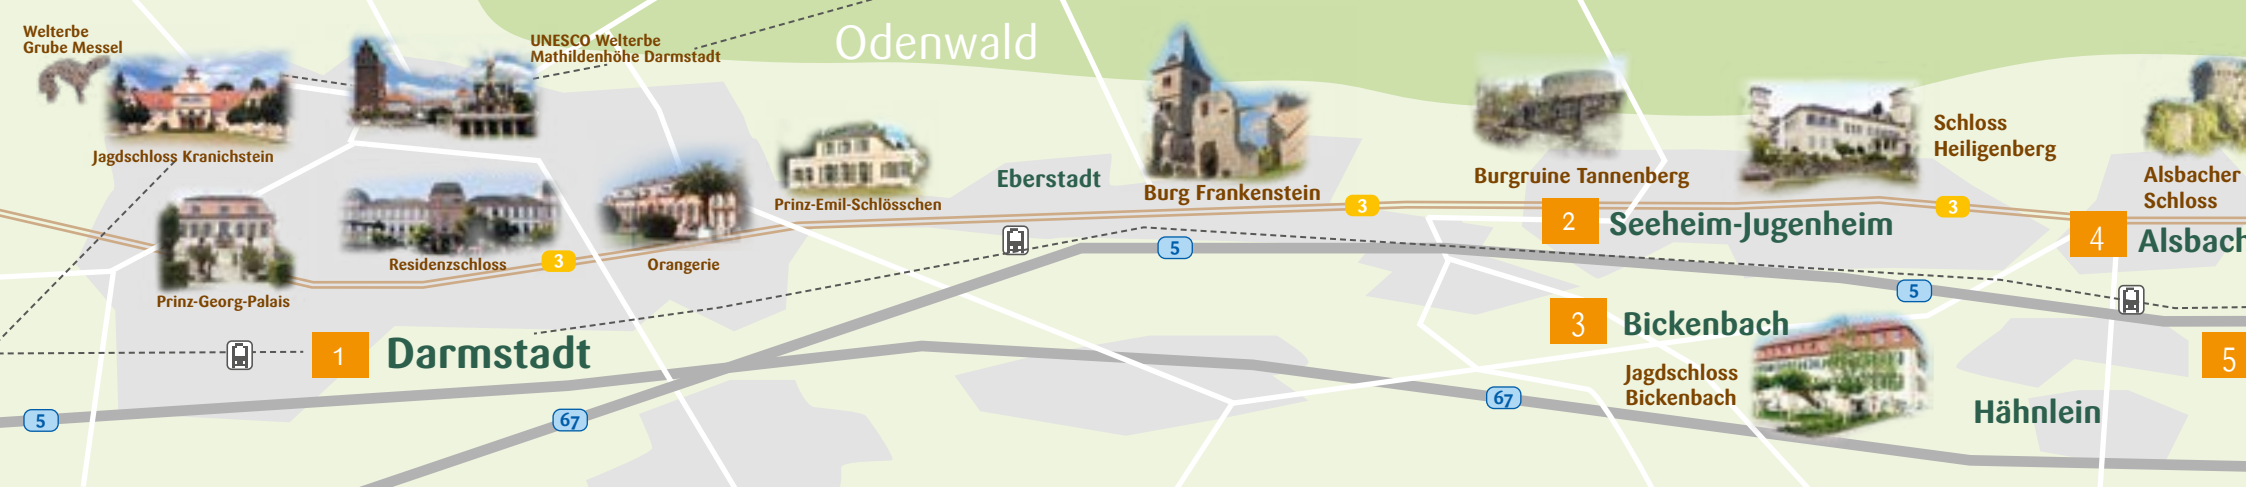 Welterbe
Grube Messel
UNESCO Welterbe
Mathildenhöhe Darmstadt
Odenwald
Jagdschloss Kranichstein
Prinz-Emil-Schlösschen
Eberstadt
Burg Frankenstein
Burgruine Tannenberg
Schloss
Heiligenberg
Alsbacher
Schloss
3
3
2 Seeheim-Jugenheim
4 Alsbach
Prinz-Georg-Palais
Residenzschloss
3
Orangerie
5
5
1 Darmstadt
3 Bickenbach
Jagdschloss
Bickenbach
5
Hähnlein
5
67
67